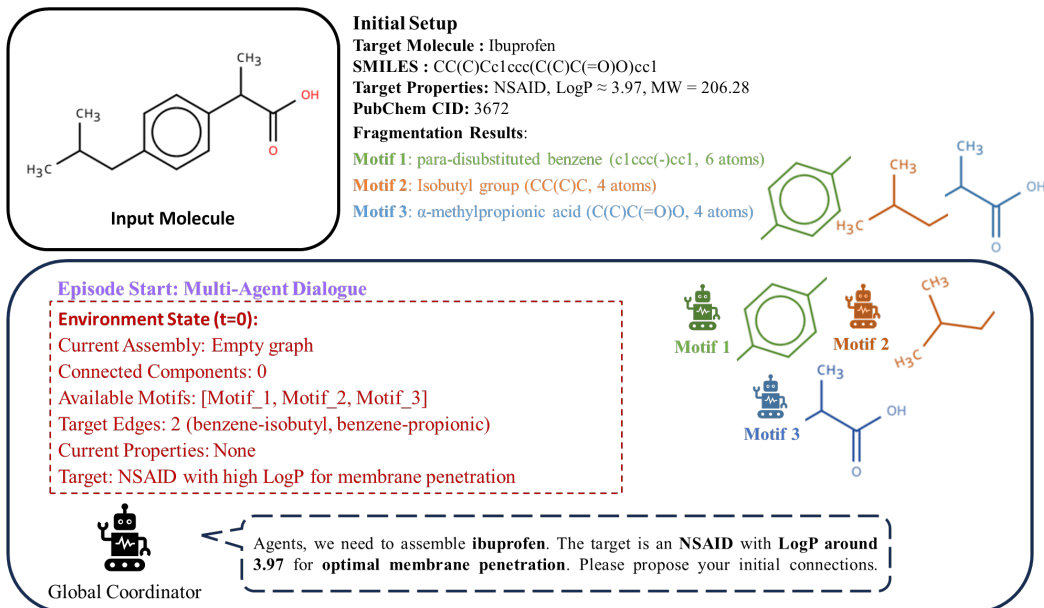 Initial Setup
Target Molecule : Ibuprofen
SMILES : CC(C)Cc1ccc(C(C)C(=O)O)cc1
Target Properties: NSAID, LogP ≈ 3.97, MW = 206.28
PubChem CID: 3672
Fragmentation Results:
Motif 1: para-disubstituted benzene (c1ccc(-)cc1, 6 atoms)
Motif 2: Isobutyl group (CC(C)C, 4 atoms)
Motif 3: α-methylpropionic acid (C(C)C(=O)O, 4 atoms)
CH₃
OH
CH₃
H₃C
O
Input Molecule
CH₃
CH₃
OH
H₃C
O
Episode Start: Multi-Agent Dialogue
Environment State (t=0):
Current Assembly: Empty graph
Connected Components: 0
Available Motifs: [Motif_1, Motif_2, Motif_3]
Target Edges: 2 (benzene-isobutyl, benzene-propionic)
Current Properties: None
Target: NSAID with high LogP for membrane penetration
CH₃
Motif 1
Motif 2
H₃C
CH₃
OH
Motif 3
O
Global Coordinator
Agents, we need to assemble ibuprofen. The target is an NSAID with LogP around
3.97 for optimal membrane penetration. Please propose your initial connections.